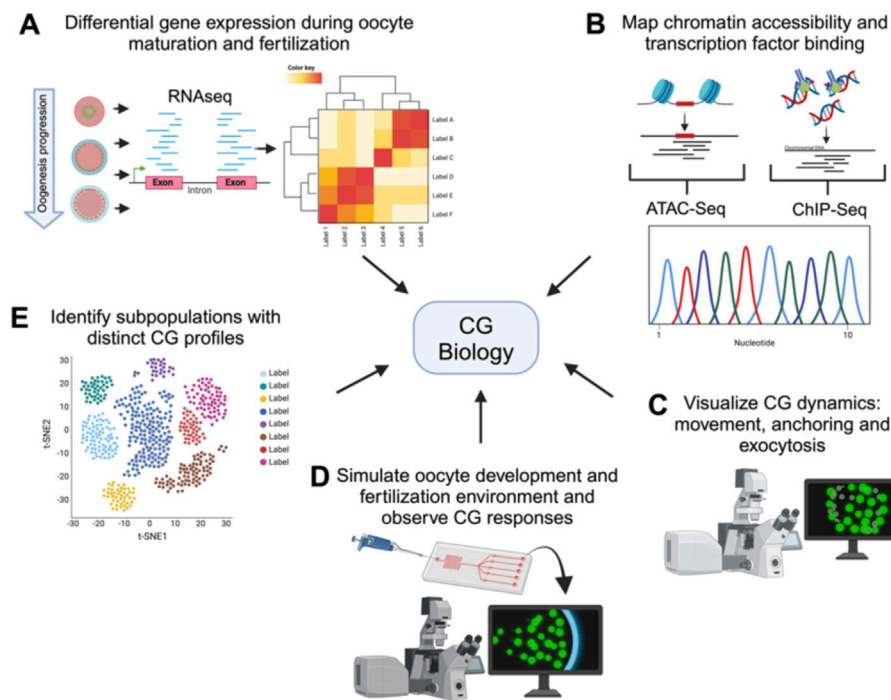 A
Differential gene expression during oocyte
maturation and fertilization
Oogenesis progression
RNAseq
Exon
Intron
Exon
Color key
Label A
Label B
Label C
Label D
Label E
Label F
Label 1
Label 2
Label 3
Label 4
Label 5
Label 6
B
Map chromatin accessibility and
transcription factor binding
Chromosomal DNA
ATAC-Seq
ChIP-Seq
1
10
Nucleotide
CG
Biology
E
Identify subpopulations with
distinct CG profiles
30
20
10
0
-10
-20
-30
t-SNE2
-30
-20
-10
0
10
20
30
t-SNE1
Label
Label
Label
Label
Label
Label
Label
Label
C
Visualize CG dynamics:
movement, anchoring and
exocytosis
D
Simulate oocyte development and
fertilization environment and
observe CG responses